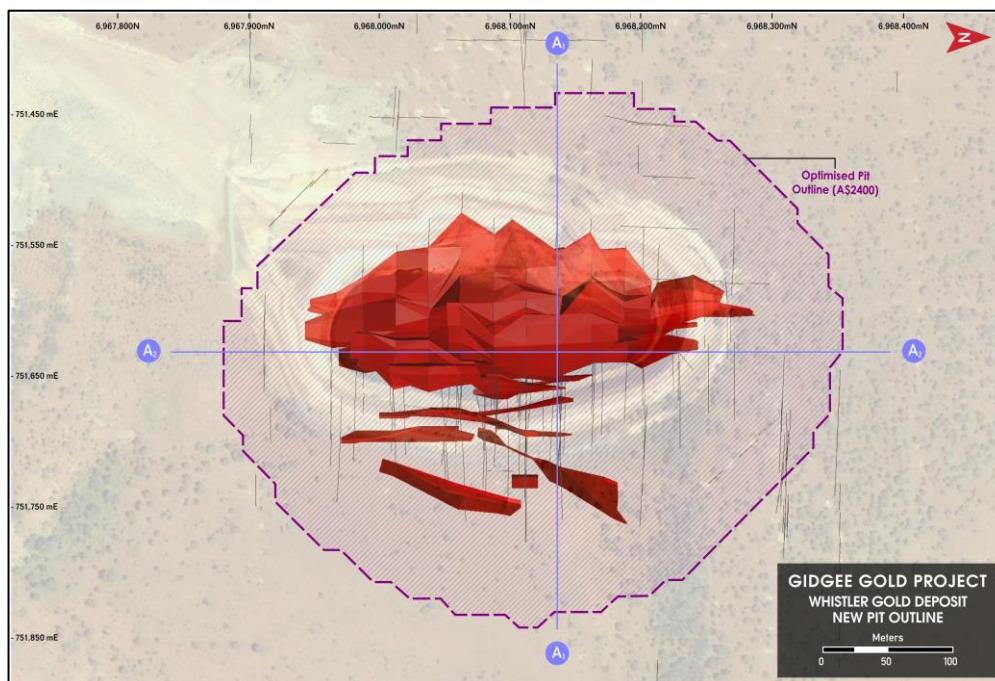 6,967,800N
6,967,900mN
6,968,000mN
6,968,100mN
6,968,200mN
6,968,300mN
6,968,400mN
N
A₁
751,450 mE
Optimised Pit
Outline (A$2400)
751,550 mE
A₂
A₂
751,650 mE
751,750 mE
751,850 mE
A₁
GIDGEE GOLD PROJECT
WHISTLER GOLD DEPOSIT
NEW PIT OUTLINE
Meters
0 50 100